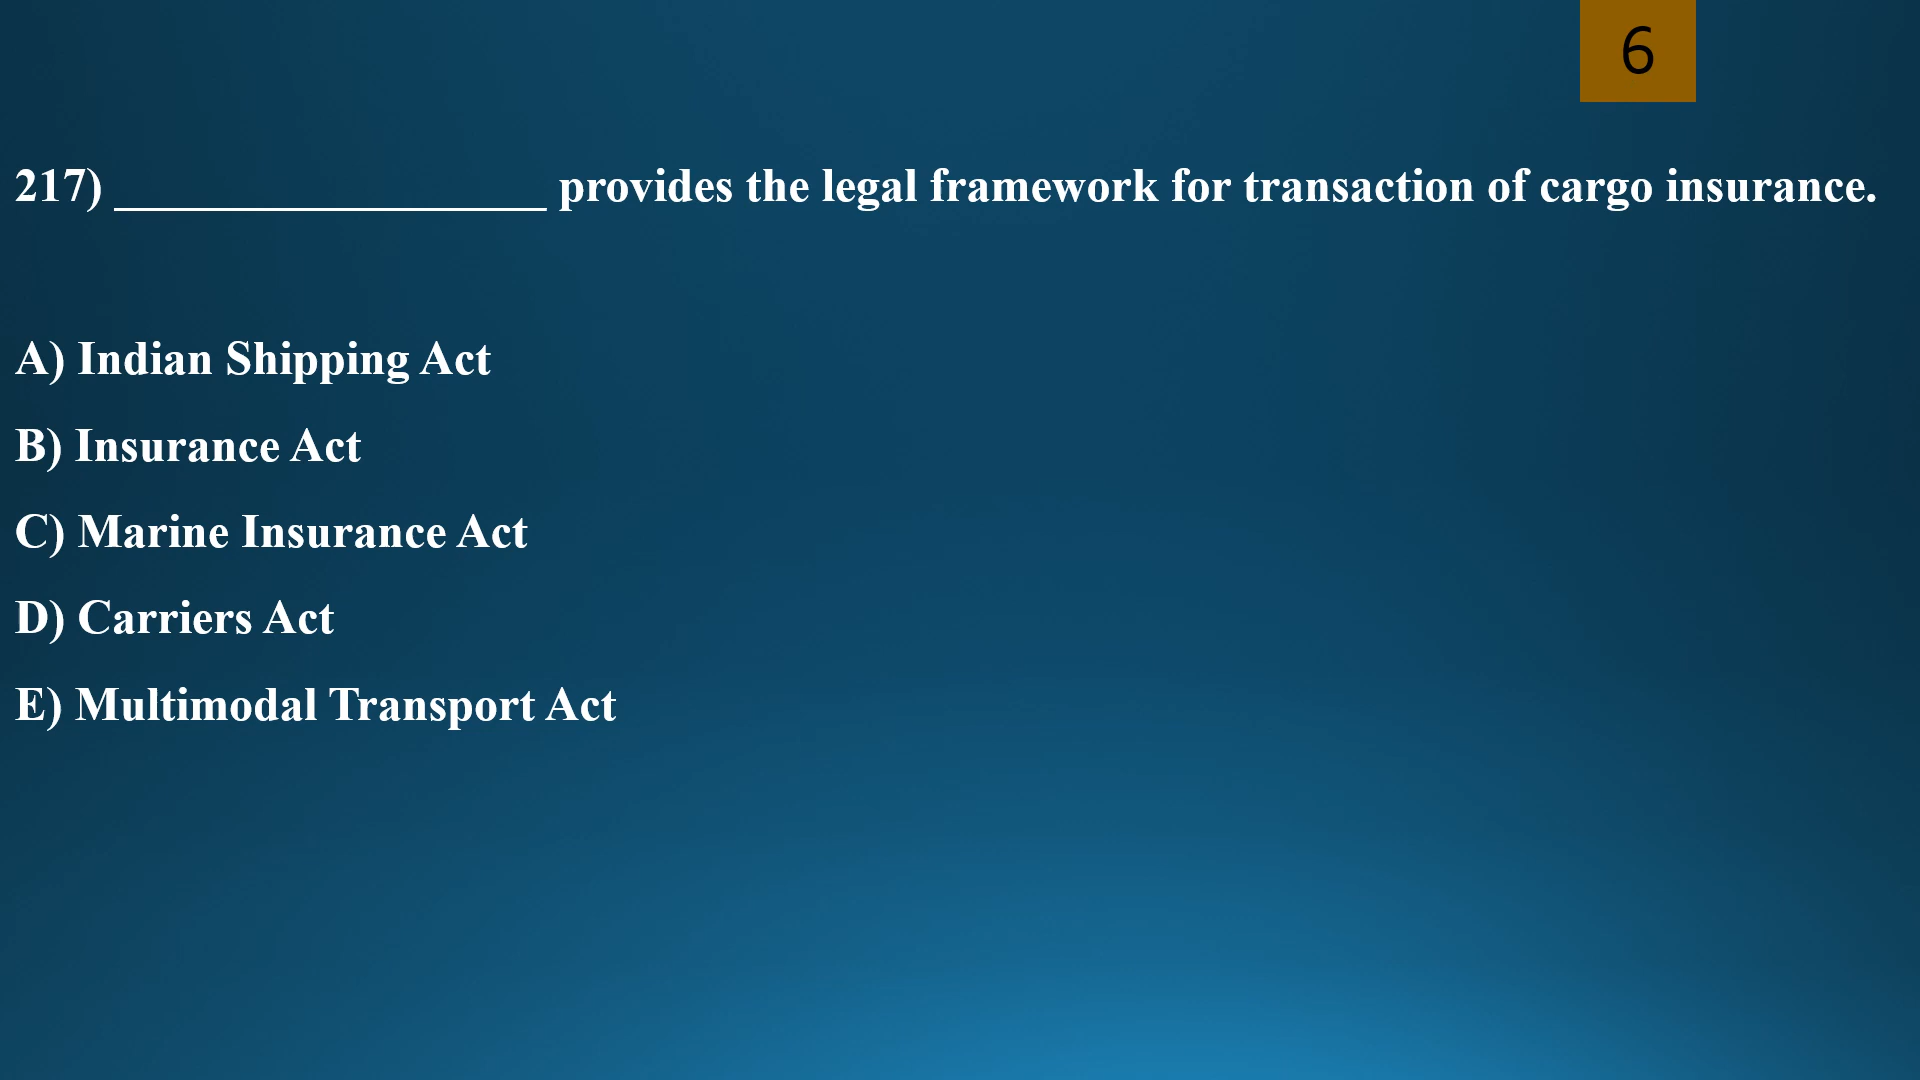 6
217) __________________ provides the legal framework for transaction of cargo insurance.
A) Indian Shipping Act
B) Insurance Act
C) Marine Insurance Act
D) Carriers Act
E) Multimodal Transport Act